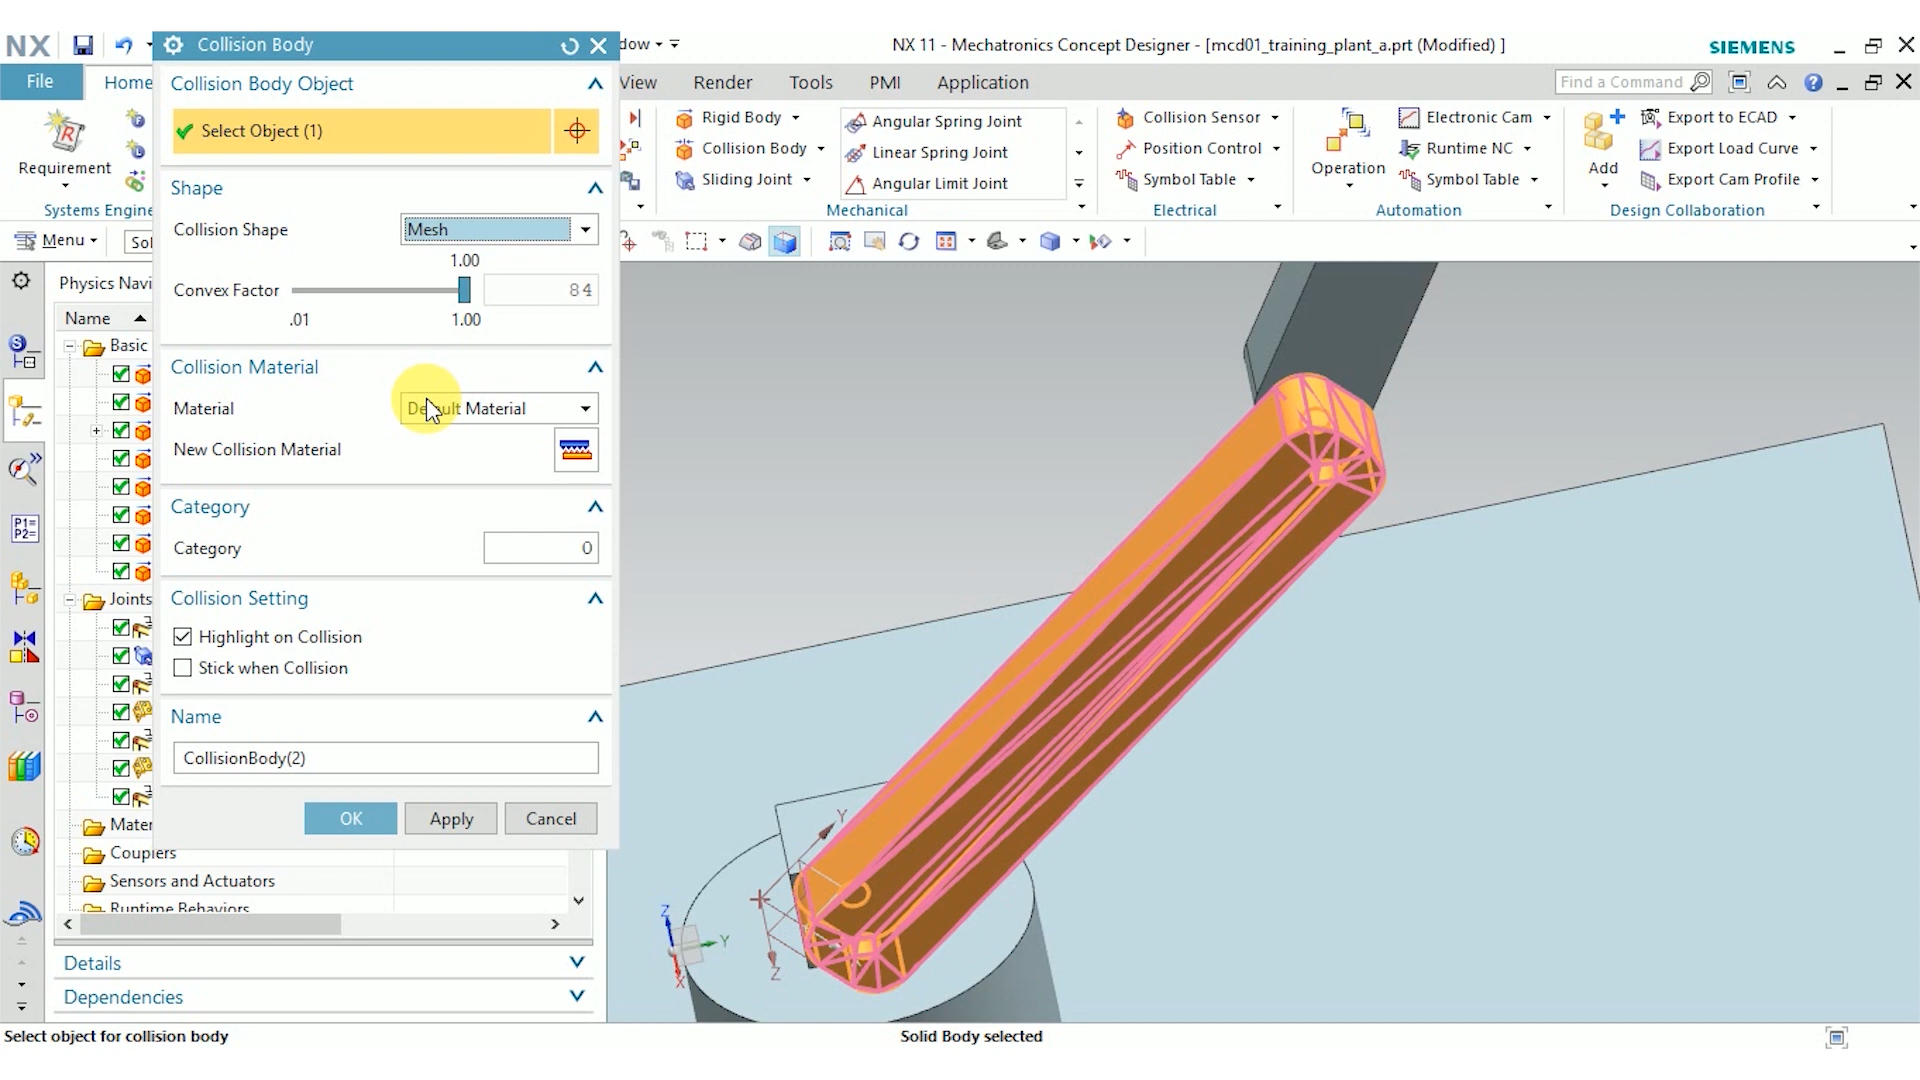 NX
Collision Body
dow
NX 11 - Mechatronics Concept Designer - [mcd01_training_plant_a.prt (Modified) ]
SIEMENS
File
Home
View
Render
Tools
PMI
Application
Find a Command
Collision Body Object
Select Object (1)
Requirement
Systems Engine
Rigid Body
Collision Body
Sliding Joint
Angular Spring Joint
Linear Spring Joint
Angular Limit Joint
Mechanical
Collision Sensor
Position Control
Symbol Table
Electrical
Operation
Electronic Cam
Runtime NC
Symbol Table
Automation
Add
Export to ECAD
Export Load Curve
Export Cam Profile
Design Collaboration
Menu
Sol
Shape
Collision Shape
Mesh
1.00
Convex Factor
84
.01
1.00
Physics Navi
Name
Basic
Joints
Mater
Couplers
Sensors and Actuators
Runtime Behaviors
Collision Material
Material
Default Material
New Collision Material
Category
Category
0
Collision Setting
Highlight on Collision
Stick when Collision
Name
CollisionBody(2)
OK
Apply
Cancel
P1=
P2=
Details
Dependencies
Y
Z
Z
Y
X
Select object for collision body
Solid Body selected